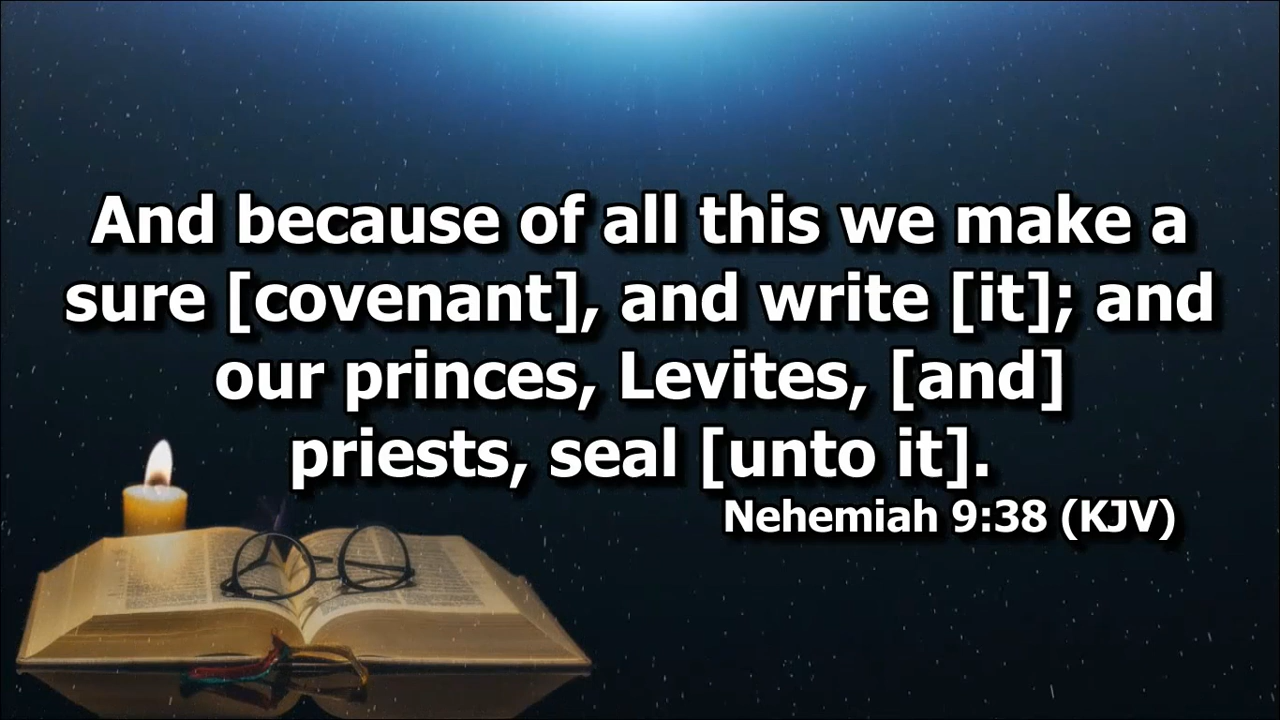 And because of all this we make a
sure [covenant], and write [it]; and
our princes, Levites, [and]
priests, seal [unto it].
Nehemiah 9:38 (KJV)